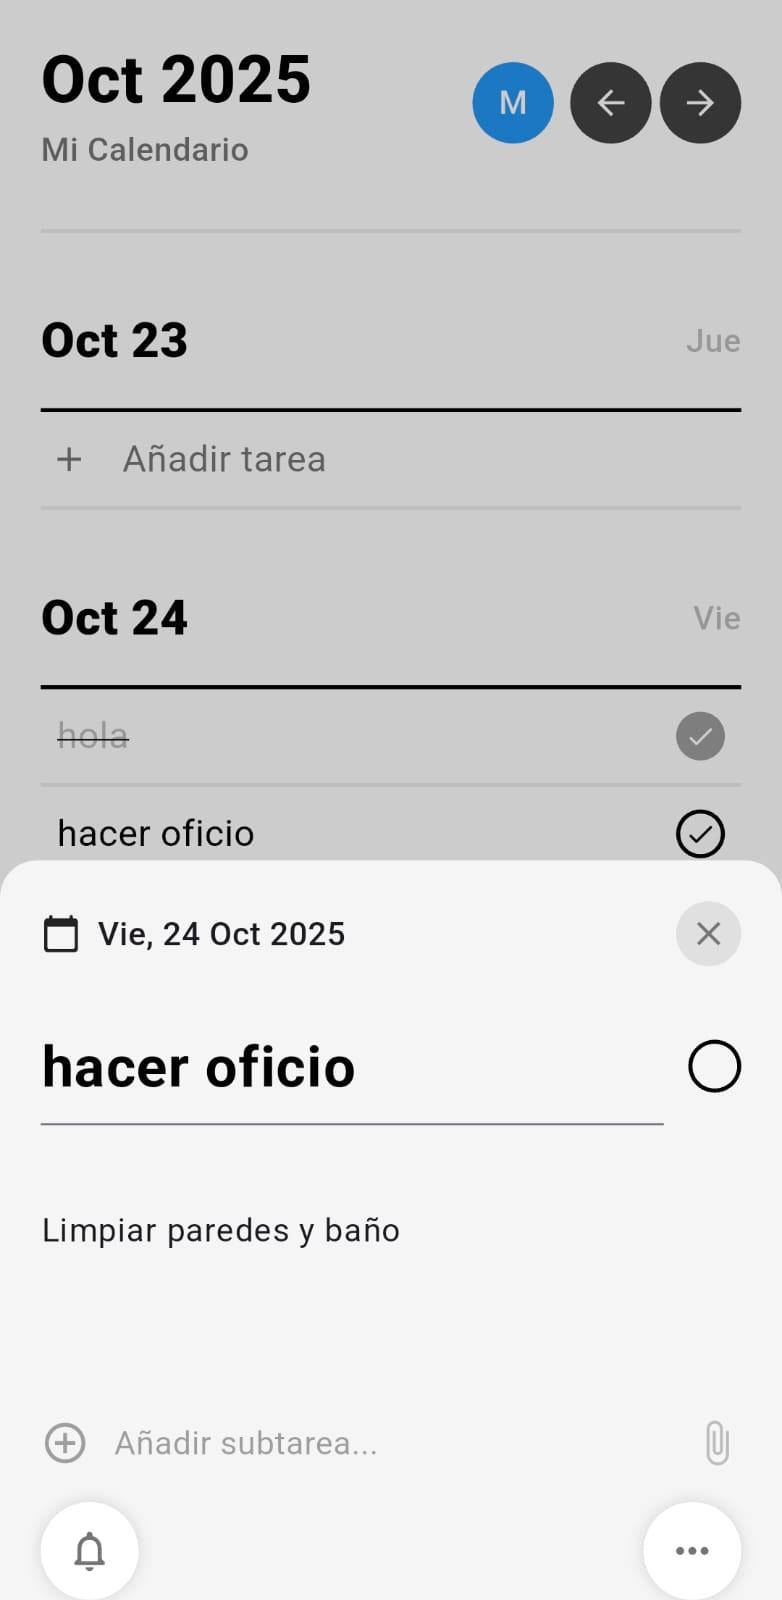 Oct 2025
M
Mi Calendario
Oct 23
Jue
Añadir tarea
Oct 24
Vie
hola
hacer oficio
Vie, 24 Oct 2025
hacer oficio
Limpiar paredes y baño
Añadir subtarea...